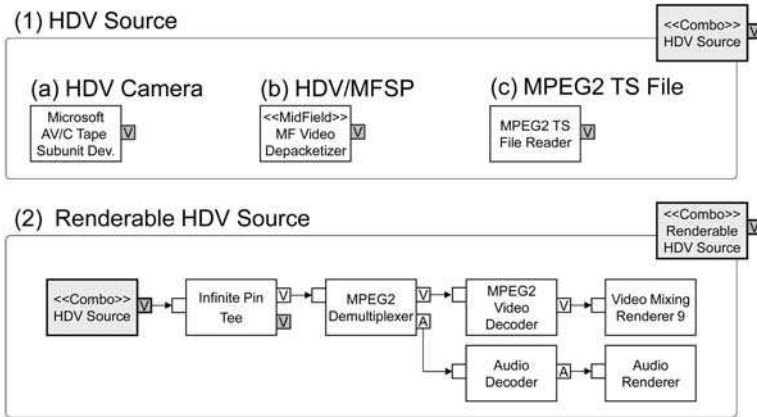 (1) HDV Source
<<Combo>>
HDV Source
V
(a) HDV Camera
Microsoft
AV/C Tape
Subunit Dev.
V
(b) HDV/MFSP
<<MidField>>
MF Video
Depacketizer
V
(c) MPEG2 TS File
MPEG2 TS
File Reader
V
(2) Renderable HDV Source
<<Combo>>
Renderable
HDV Source
V
<<Combo>>
HDV Source
V
Infinite Pin
Tee
V
V
MPEG2
Demultiplexer
V
A
MPEG2
Video
Decoder
V
Video Mixing
Renderer 9
Audio
Decoder
A
Audio
Renderer